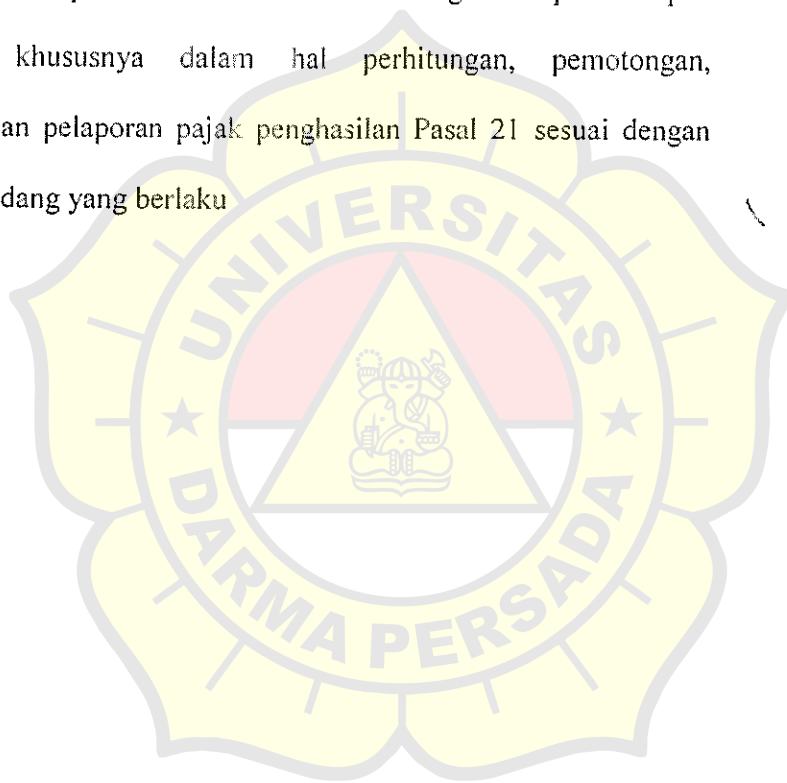 khususnya dalam hal perhitungan, pemotongan,
an pelaporan pajak penghasilan Pasal 21 sesuai dengan
dang yang berlaku
UNIVERSITAS
DARMA PERSADA